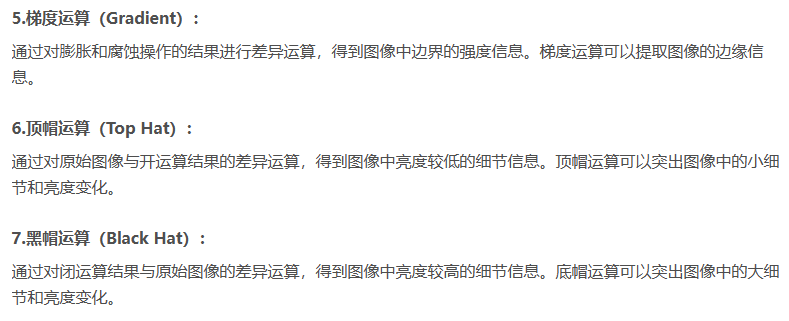 5.梯度运算（Gradient）：
通过对膨胀和腐蚀操作的结果进行差异运算，得到图像中边界的强度信息。梯度运算可以提取图像的边缘信
息。
6.顶帽运算（Top Hat）：
通过对原始图像与开运算结果的差异运算，得到图像中亮度较低的细节信息。顶帽运算可以突出图像中的小细
节和亮度变化。
7.黑帽运算（Black Hat）：
通过对闭运算结果与原始图像的差异运算，得到图像中亮度较高的细节信息。底帽运算可以突出图像中的大细
节和亮度变化。